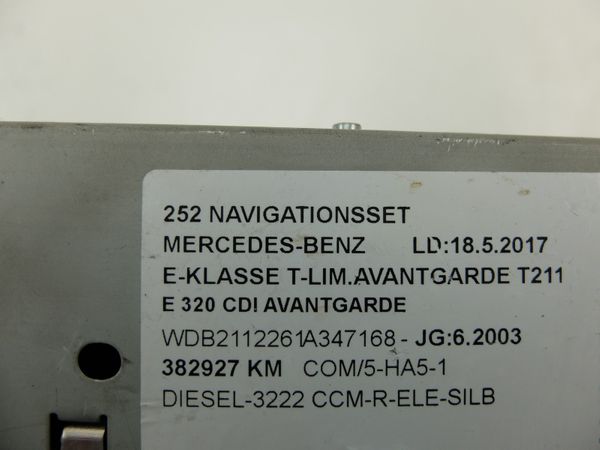 252 NAVIGATIONSSET
MERCEDES-BENZ LD:18.5.2017
E-KLASSE T-LIM.AVANTGARDE T211
E 320 CDI AVANTGARDE
WDB2112261A347168 - JG:6.2003
382927 KM COM/5-HA5-1
DIESEL-3222 CCM-R-ELE-SILB